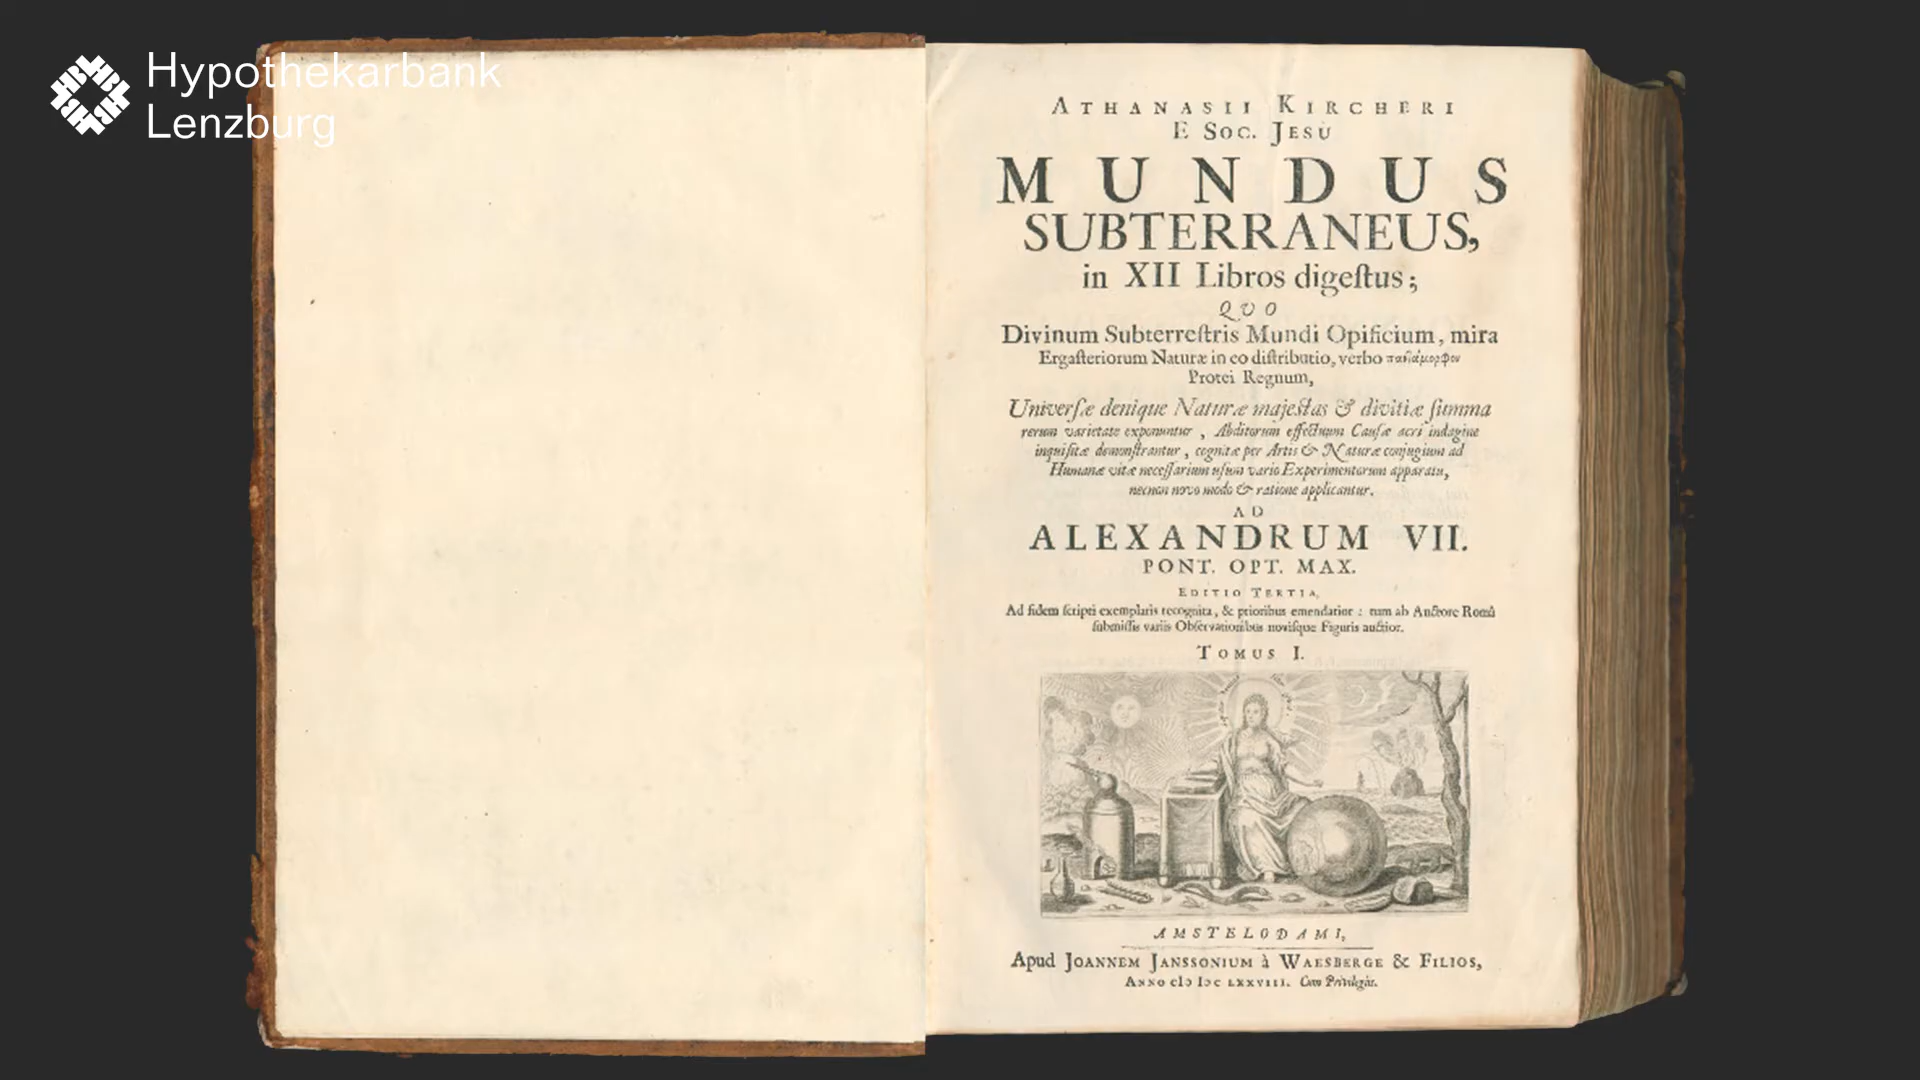 Hypothekarbank
Lenzburg
ATHANASII KIRCHERI
E SOC. JESU
MUNDUS
SUBTERRANEUS,
in XII Libros digeſtus;
QVO
Divinum Subterreſtris Mundi Opificium, mira
Ergaſteriorum Naturæ in eo diſtributio, verbo
Protei Regnum,
Univerſæ denique Naturæ majeſtas & divitiæ ſumma
rerum varietate exponuntur, Abditorum effectuum Cauſæ acri indagine
inquiſitæ demonſtrantur, cognitæ per Artis & Naturæ conjugium ad
Humanæ vitæ neceſſarium uſum vario Experimentorum apparatu,
necnon novo modo & ratione applicantur.
AD
ALEXANDRUM VII.
PONT. OPT. MAX.
EDITIO TERTIA,
Ad fidem ſcripti exemplaris recognita, & prioribus emendatior: tum ab Auctore Româ
ſubmiſſis variis Obſervationibus noviſque Figuris auctior.
TOMUS I.
AMSTELODAMI,
Apud JOANNEM JANSSONIUM à WAESBERGE & FILIOS,
ANNO cIɔ Iɔc LXXVIII. Cum Privilegiis.